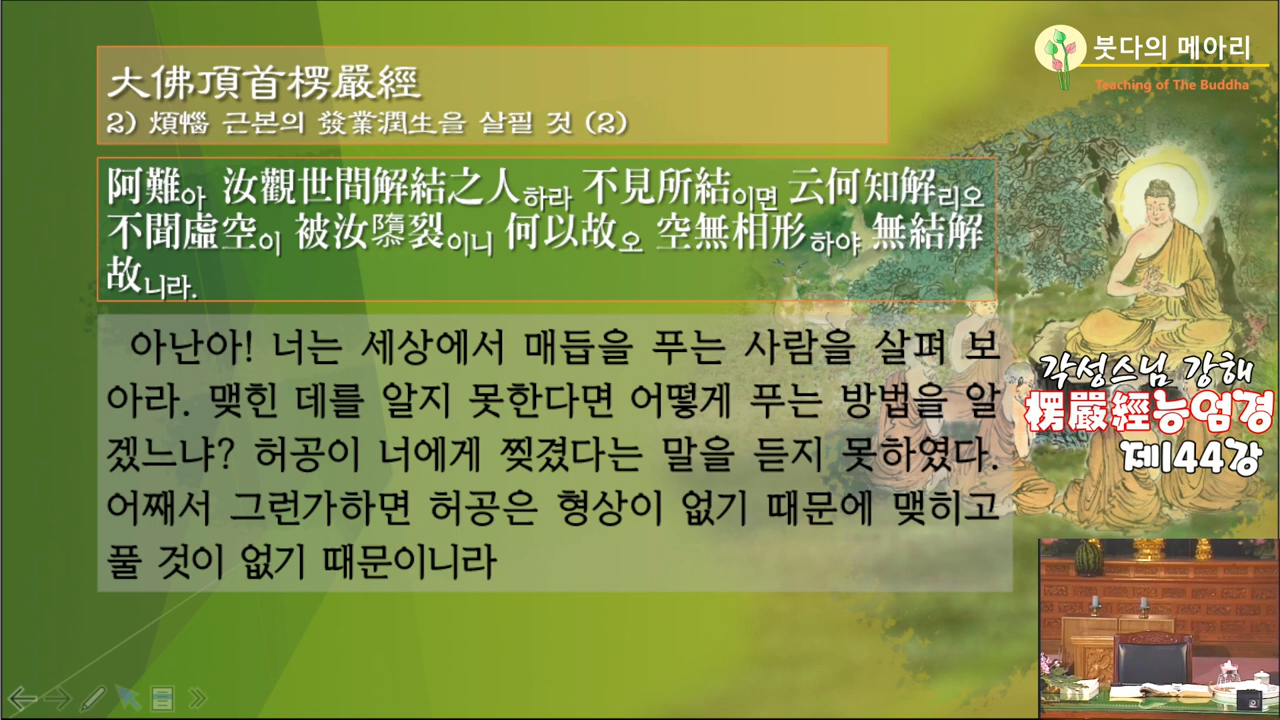 大佛頂首楞嚴經
2) 煩惱 근본의 發業潤生을 살필 것 (2)
阿難아 汝觀世間解結之人하라 不見所結이면 云何知解리오
不聞虛空이 被汝隳裂이니 何以故오 空無相形하야 無結解
故니라.
아난아! 너는 세상에서 매듭을 푸는 사람을 살펴 보
아라. 맺힌 데를 알지 못한다면 어떻게 푸는 방법을 알
겠느냐? 허공이 너에게 찢겼다는 말을 듣지 못하였다.
어째서 그런가하면 허공은 형상이 없기 때문에 맺히고
풀 것이 없기 때문이니라
붓다의 메아리
Teaching of The Buddha
각성스님 강해
楞嚴經능엄경
제144강